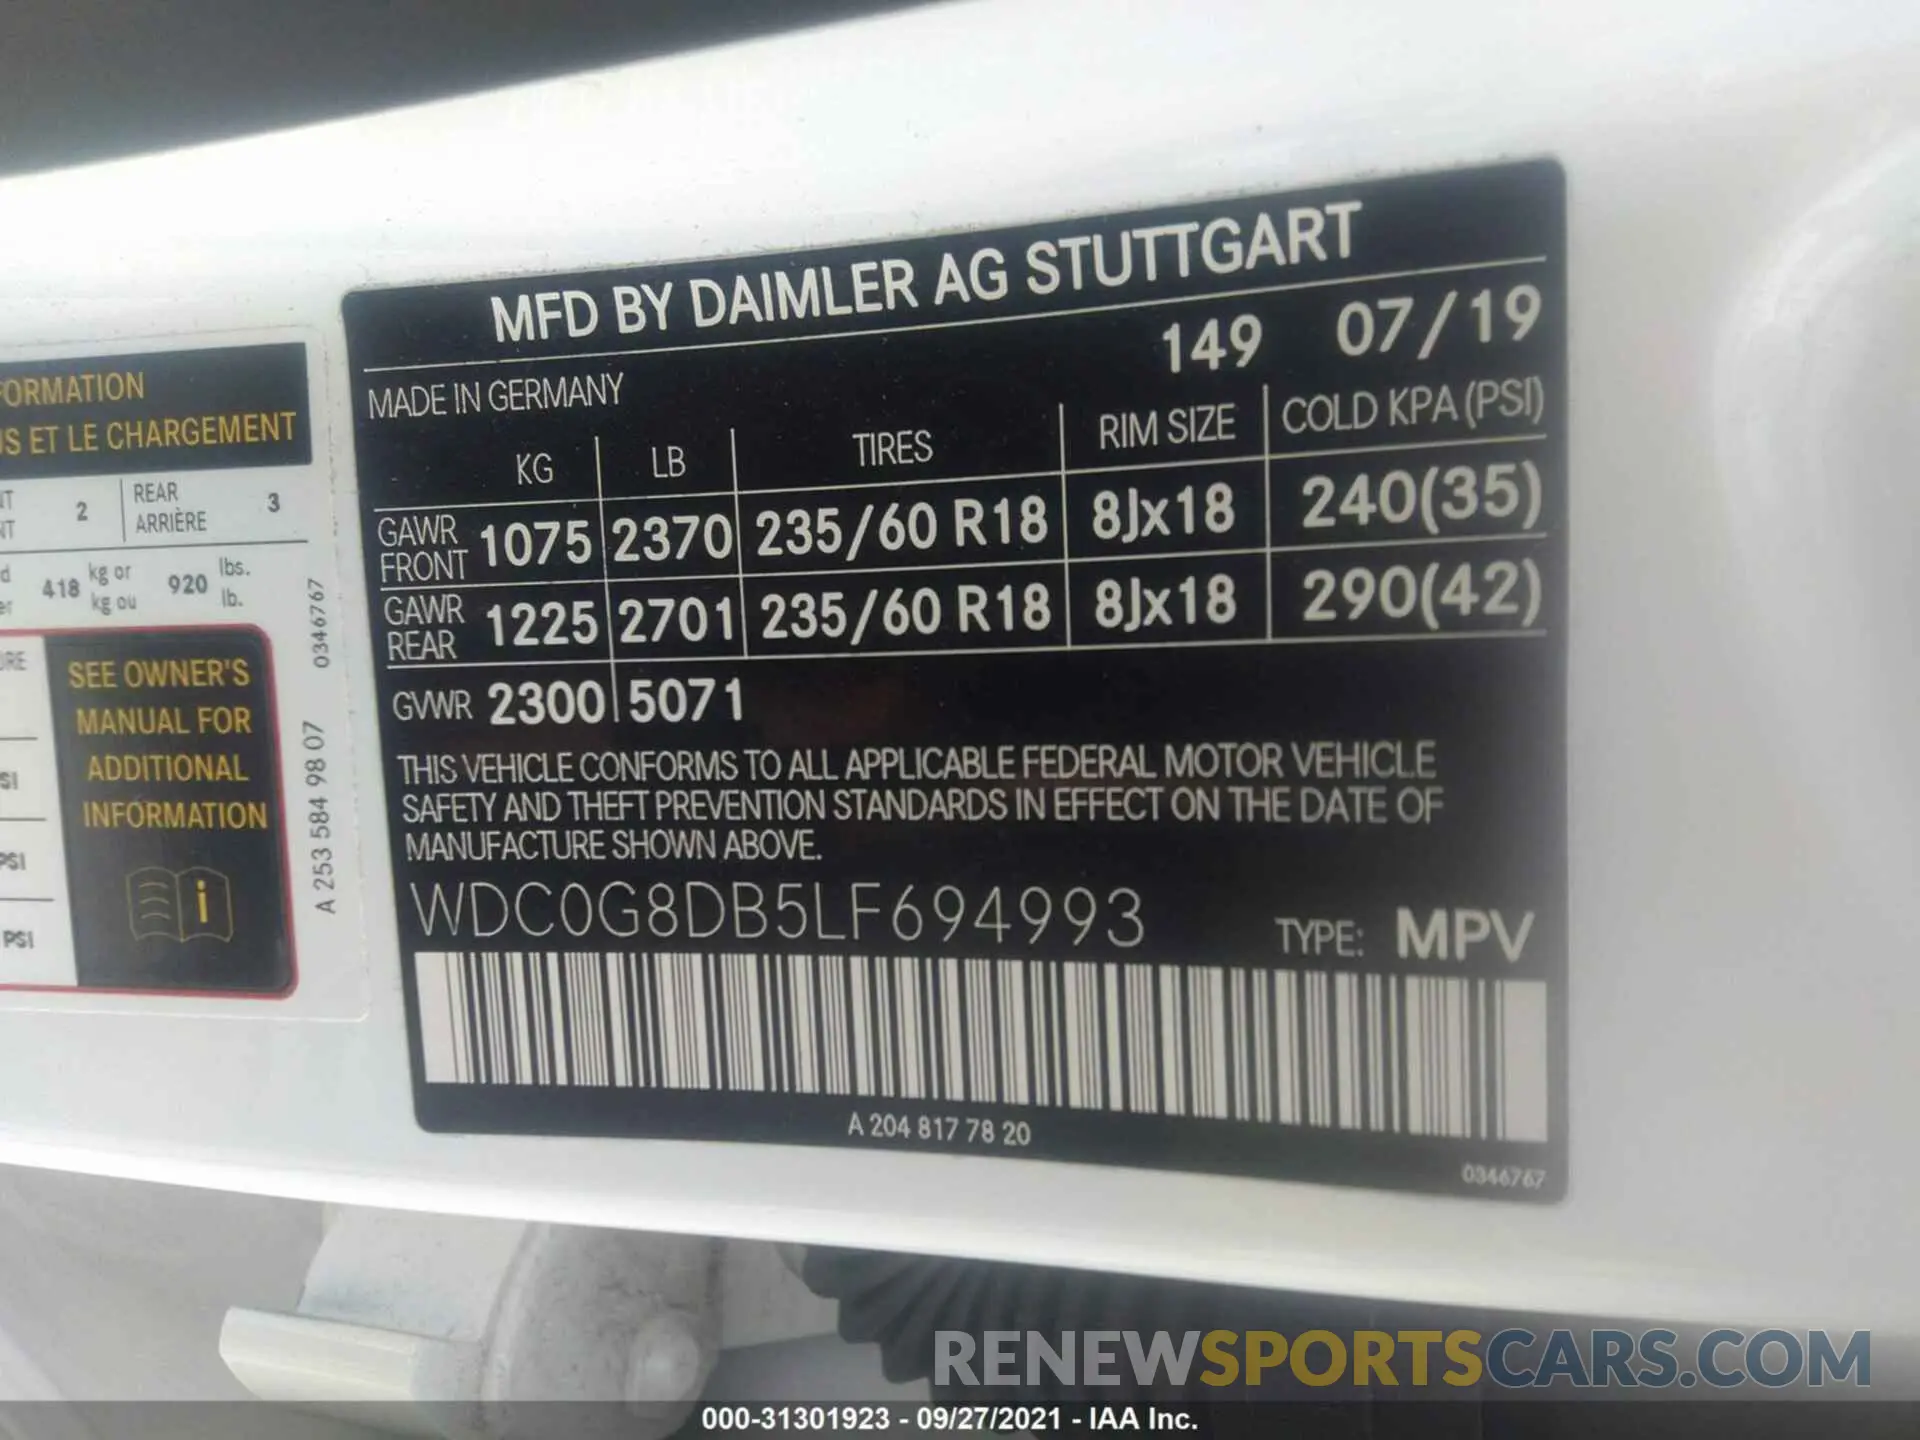 MFD BY DAIMLER AG STUTTGART
149 07/19
MADE IN GERMANY
KG LB TIRES RIM SIZE COLD KPA (PSI)
GAWR FRONT 1075 2370 235/60 R18 8Jx18 240(35)
GAWR REAR 1225 2701 235/60 R18 8Jx18 290(42)
GVWR 2300 5071
THIS VEHICLE CONFORMS TO ALL APPLICABLE FEDERAL MOTOR VEHICLE
SAFETY AND THEFT PREVENTION STANDARDS IN EFFECT ON THE DATE OF
MANUFACTURE SHOWN ABOVE.
WDC0G8DB5LF694993
TYPE: MPV
A 204 817 78 20
0346767
ET LE CHARGEMENT
2 REAR ARRIÈRE 3
418 kg or kg ou 920 lbs. lb.
SEE OWNER'S
MANUAL FOR
ADDITIONAL
INFORMATION
i
PSI
0346767
A 253 584 98 07
RENEWSPORTSCARS.COM
000-31301923 - 09/27/2021 - IAA Inc.